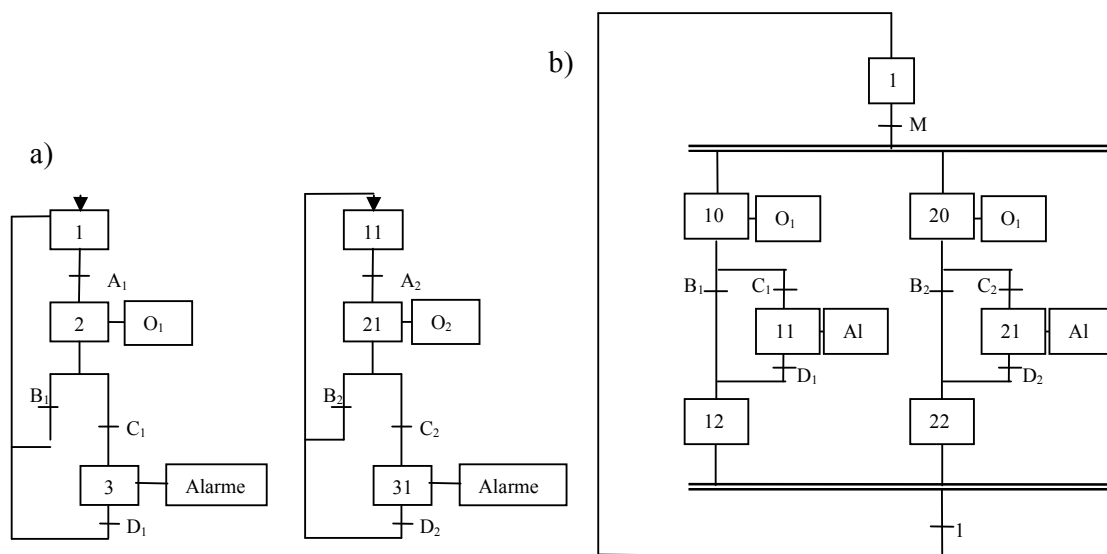 a)
1
A₁
2
O₁
B₁
C₁
3
Alarme
D₁
11
A₂
21
O₂
B₂
C₂
31
Alarme
D₂
b)
1
M
10
O₁
B₁
C₁
11
Al
D₁
12
20
O₁
B₂
C₂
21
Al
D₂
22
1